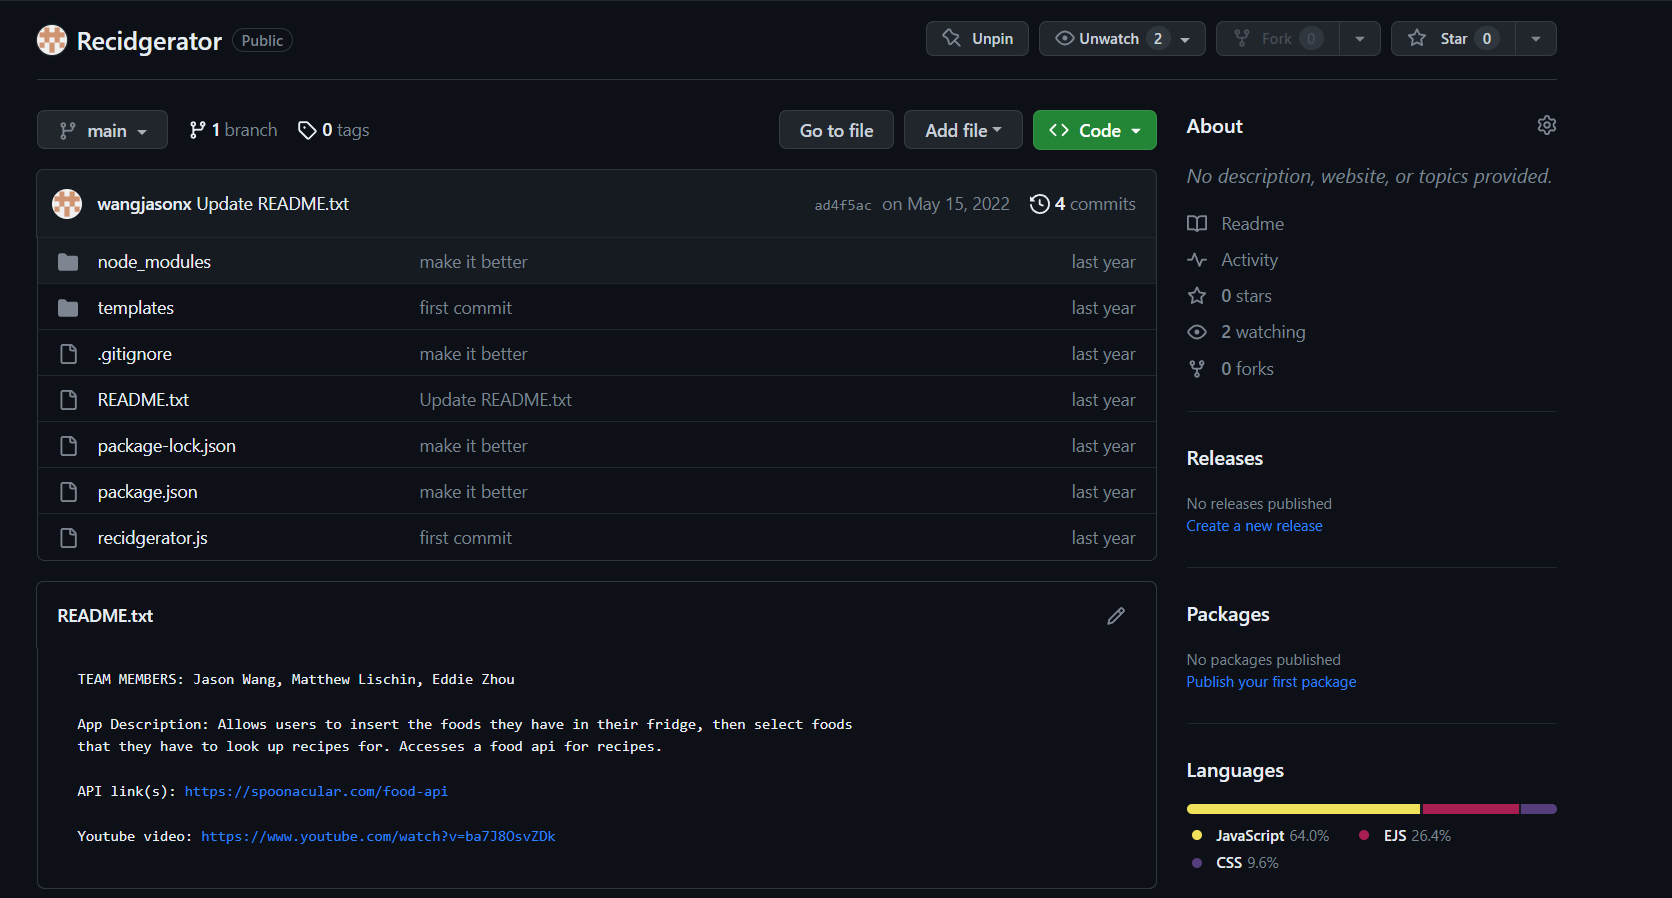 Recidgerator Public Unpin Unwatch 2 Fork 0 Star 0
main 1 branch 0 tags Go to file Add file <> Code
wangjasonx Update README.txt ad4f5ac on May 15, 2022 4 commits
node_modules make it better last year
templates first commit last year
.gitignore make it better last year
README.txt Update README.txt last year
package-lock.json make it better last year
package.json make it better last year
recidgerator.js first commit last year
README.txt
TEAM MEMBERS: Jason Wang, Matthew Lischin, Eddie Zhou
App Description: Allows users to insert the foods they have in their fridge, then select foods
that they have to look up recipes for. Accesses a food api for recipes.
API link(s): https://spoonacular.com/food-api
Youtube video: https://www.youtube.com/watch?v=ba7J8OsvZDk
About
No description, website, or topics provided.
Readme
Activity
0 stars
2 watching
0 forks
Releases
No releases published
Create a new release
Packages
No packages published
Publish your first package
Languages
JavaScript 64.0% EJS 26.4%
CSS 9.6%